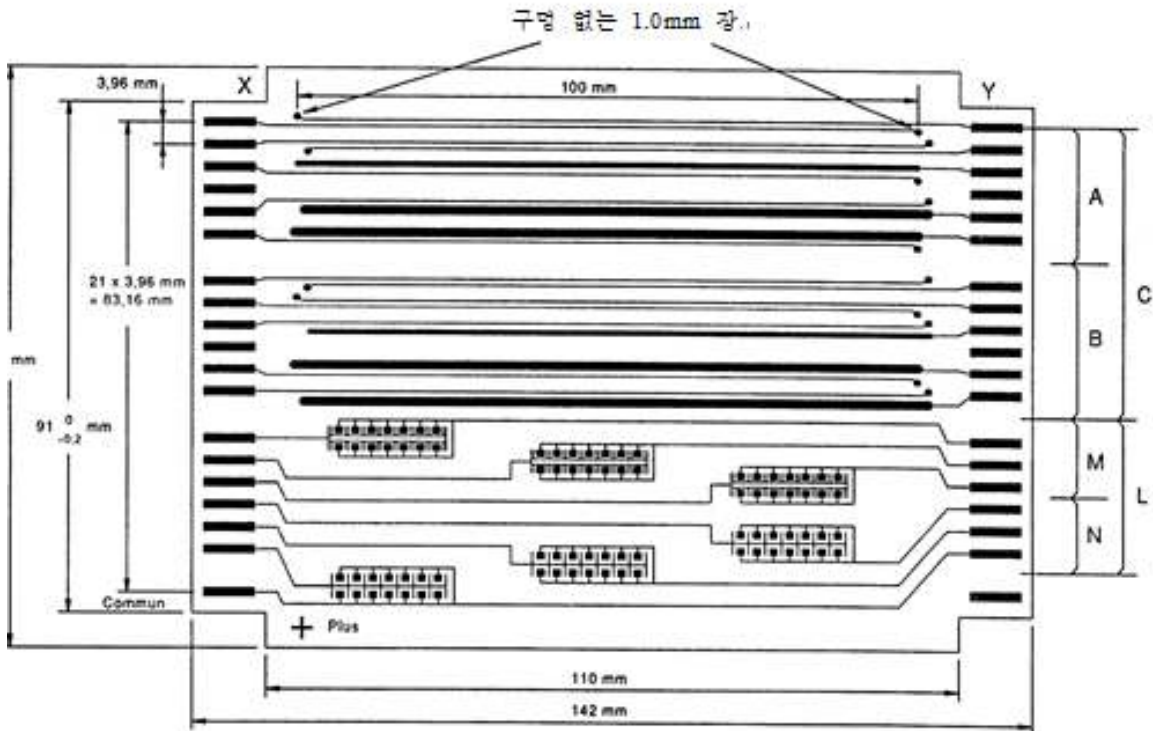 구멍 없는 1.0mm
3,96 mm
X
100 mm
Y
A
21 x 3,96 mm
= 83,16 mm
C
mm
B
91 0 -0,2 mm
M
L
N
Commun
+ Plus
110 mm
142 mm